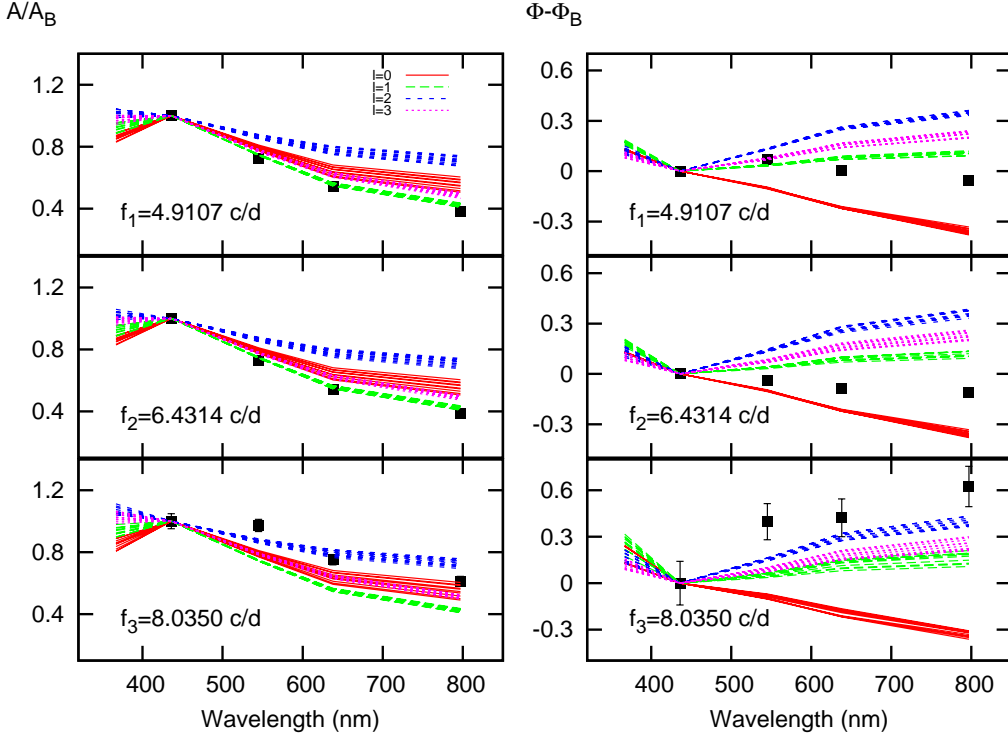 A/A_B
Φ-Φ_B
1.2
0.8
0.4
l=0
l=1
l=2
l=3
f_1=4.9107 c/d
0.6
0.3
0
-0.3
f_1=4.9107 c/d
1.2
0.8
0.4
f_2=6.4314 c/d
0.3
0
-0.3
f_2=6.4314 c/d
1.2
0.8
0.4
f_3=8.0350 c/d
0.6
0.3
0
-0.3
f_3=8.0350 c/d
400 500 600 700 800
400 500 600 700 800
Wavelength (nm)
Wavelength (nm)